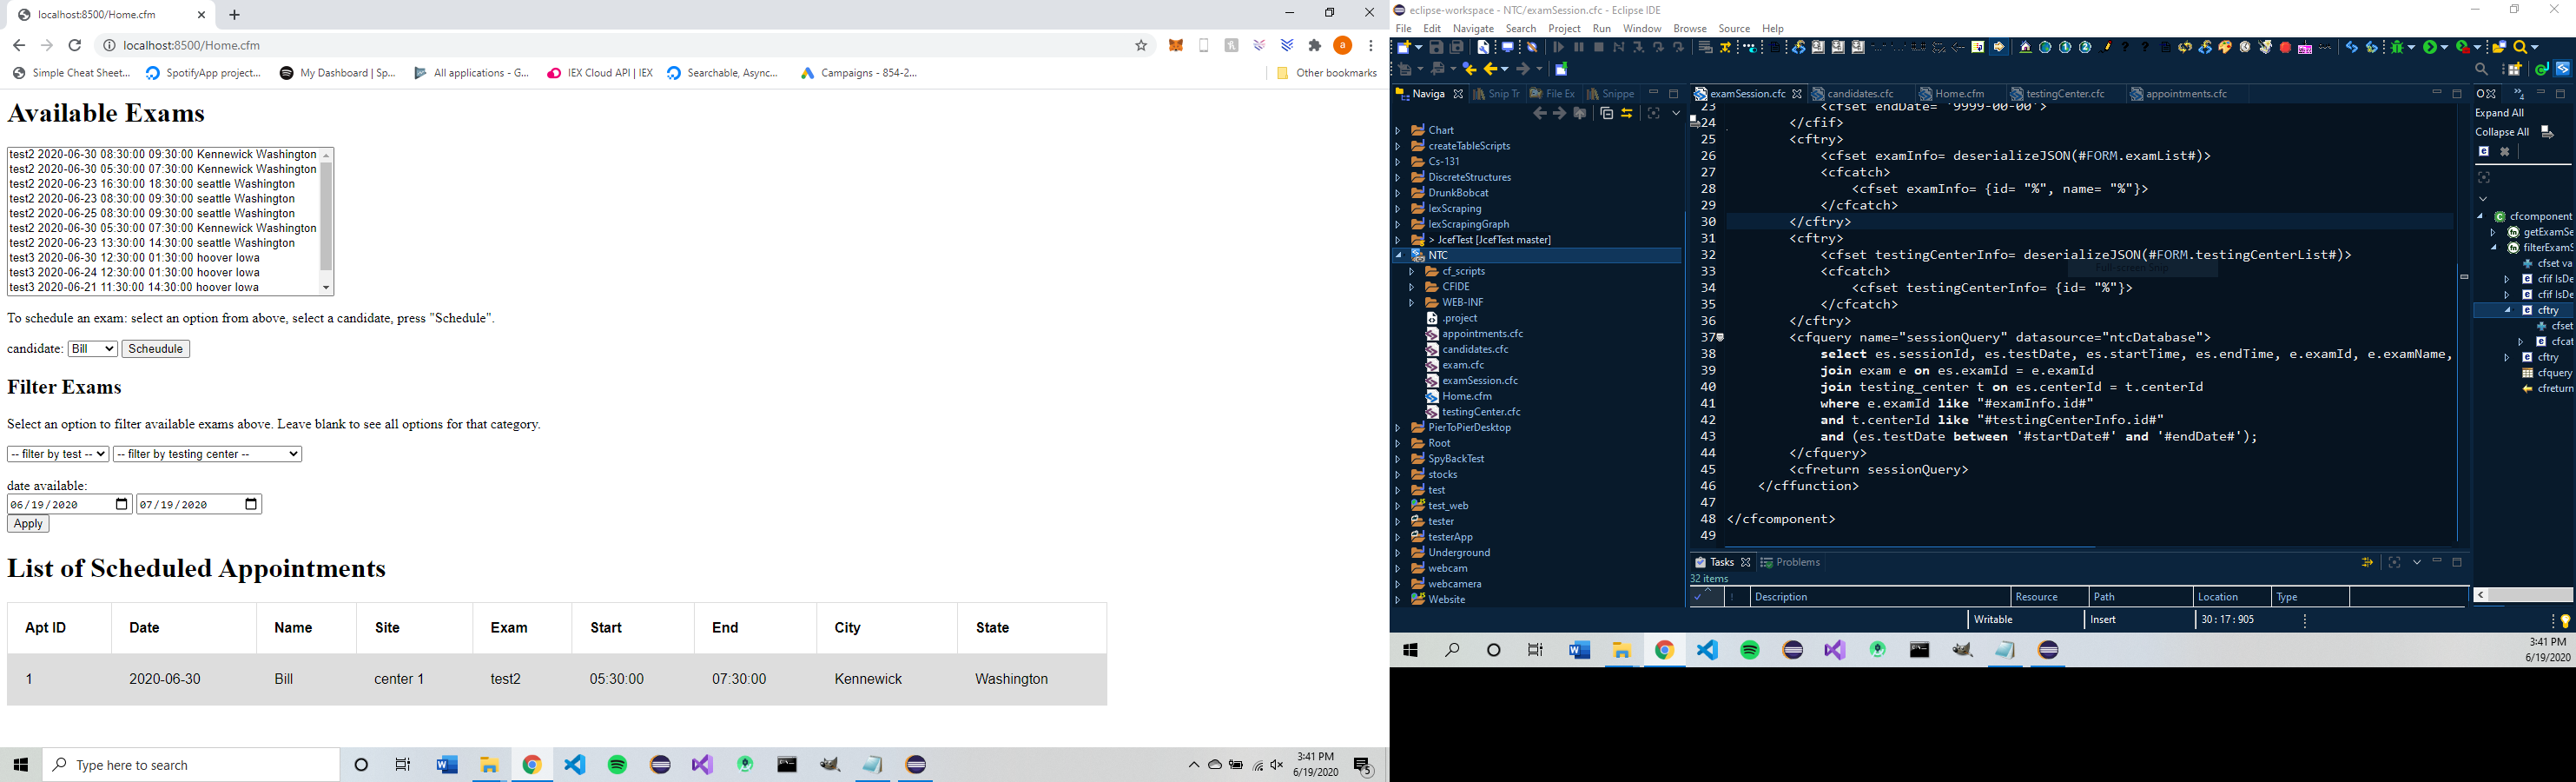 localhost:8500/Home.cfm
localhost:8500/Home.cfm
Simple Cheat Sheet...
SpotifyApp project...
My Dashboard | Sp...
All applications - G...
IEX Cloud API | IEX
Searchable, Async...
Campaigns - 854-2...
Other bookmarks
Available Exams
test2 2020-06-30 08:30:00 09:30:00 Kennewick Washington
test2 2020-06-30 05:30:00 07:30:00 Kennewick Washington
test2 2020-06-23 16:30:00 18:30:00 seattle Washington
test2 2020-06-23 08:30:00 09:30:00 seattle Washington
test2 2020-06-25 08:30:00 09:30:00 seattle Washington
test2 2020-06-30 05:30:00 07:30:00 Kennewick Washington
test2 2020-06-23 13:30:00 14:30:00 seattle Washington
test3 2020-06-30 12:30:00 01:30:00 hoover Iowa
test3 2020-06-24 12:30:00 01:30:00 hoover Iowa
test3 2020-06-21 11:30:00 14:30:00 hoover Iowa
To schedule an exam: select an option from above, select a candidate, press "Schedule".
candidate: Bill Scheudule
Filter Exams
Select an option to filter available exams above. Leave blank to see all options for that category.
-- filter by test -- -- filter by testing center --
date available:
06/19/2020 07/19/2020
Apply
List of Scheduled Appointments
Apt ID Date Name Site Exam Start End City State
1 2020-06-30 Bill center 1 test2 05:30:00 07:30:00 Kennewick Washington
Type here to search
3:41 PM
6/19/2020
5
eclipse-workspace - NTC/examSession.cfc - Eclipse IDE
File Edit Navigate Search Project Run Window Browse Source Help
Naviga Snip Tr File Ex Snippe
Chart
createTableScripts
Cs-131
DiscreteStructures
DrunkBobcat
IexScraping
IexScrapingGraph
> JcefTest [JcefTest master]
NTC
cf_scripts
CFIDE
WEB-INF
.project
appointments.cfc
candidates.cfc
exam.cfc
examSession.cfc
Home.cfm
testingCenter.cfc
PierToPierDesktop
Root
SpyBackTest
stocks
test
test_web
tester
testerApp
Underground
webcam
webcamera
Website
examSession.cfc candidates.cfc Home.cfm testingCenter.cfc appointments.cfc
23 <cfset endDate= '9999-00-00'>
24 </cfif>
25 <cftry>
26 <cfset examInfo= deserializeJSON(#FORM.examList#)>
27 <cfcatch>
28 <cfset examInfo= {id= "%", name= "%"}>
29 </cfcatch>
30 </cftry>
31 <cftry>
32 <cfset testingCenterInfo= deserializeJSON(#FORM.testingCenterList#)>
33 <cfcatch>
34 <cfset testingCenterInfo= {id= "%"}>
35 </cfcatch>
36 </cftry>
37 <cfquery name="sessionQuery" datasource="ntcDatabase">
38 select es.sessionId, es.testDate, es.startTime, es.endTime, e.examId, e.examName,
39 join exam e on es.examId = e.examId
40 join testing_center t on es.centerId = t.centerId
41 where e.examId like "#examInfo.id#"
42 and t.centerId like "#testingCenterInfo.id#"
43 and (es.testDate between '#startDate#' and '#endDate#');
44 </cfquery>
45 <cfreturn sessionQuery>
46 </cffunction>
47
48 </cfcomponent>
49
Full-screen Snip
Tasks Problems
32 items
Description Resource Path Location Type
Expand All
Collapse All
cfcomponent
getExamSe
filterExamS
cfset va
cfif IsDe
cfif IsDe
cftry
cfset
cfcat
cftry
cfquery
cfreturn
Writable Insert 30 : 17 : 905
3:41 PM
6/19/2020